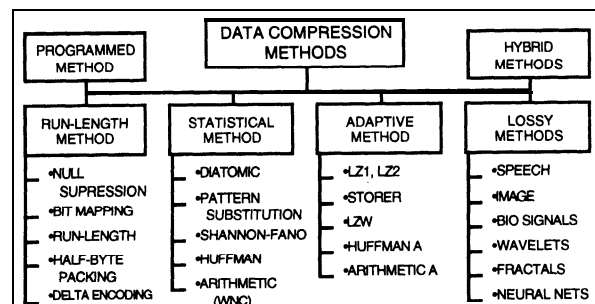 DATA COMPRESSION
METHODS
PROGRAMMED
METHOD
HYBRID
METHODS
RUN-LENGTH
METHOD
•NULL
SUPRESSION
•BIT MAPPING
•RUN-LENGTH
•HALF-BYTE
PACKING
•DELTA ENCODING
STATISTICAL
METHOD
•DIATOMIC
•PATTERN
SUBSTITUTION
•SHANNON-FANO
•HUFFMAN
•ARITHMETIC
(WNC)
ADAPTIVE
METHOD
•LZ1, LZ2
•STORER
•LZW
•HUFFMAN A
•ARITHMETIC A
LOSSY
METHODS
•SPEECH
•IMAGE
•BIO SIGNALS
•WAVELETS
•FRACTALS
•NEURAL NETS